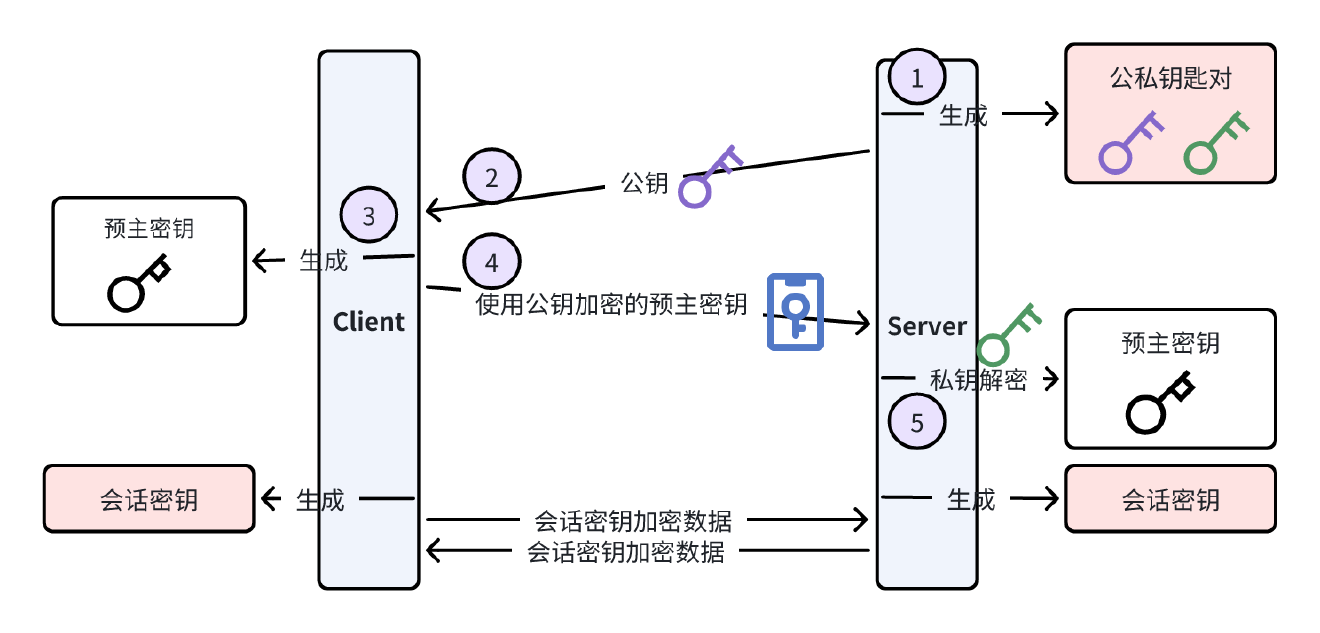 1
公私钥匙对
生成
2
公钥
3
预主密钥
生成
4
使用公钥加密的预主密钥
Client
Server
预主密钥
私钥解密
5
会话密钥
生成
生成
会话密钥
会话密钥加密数据
会话密钥加密数据